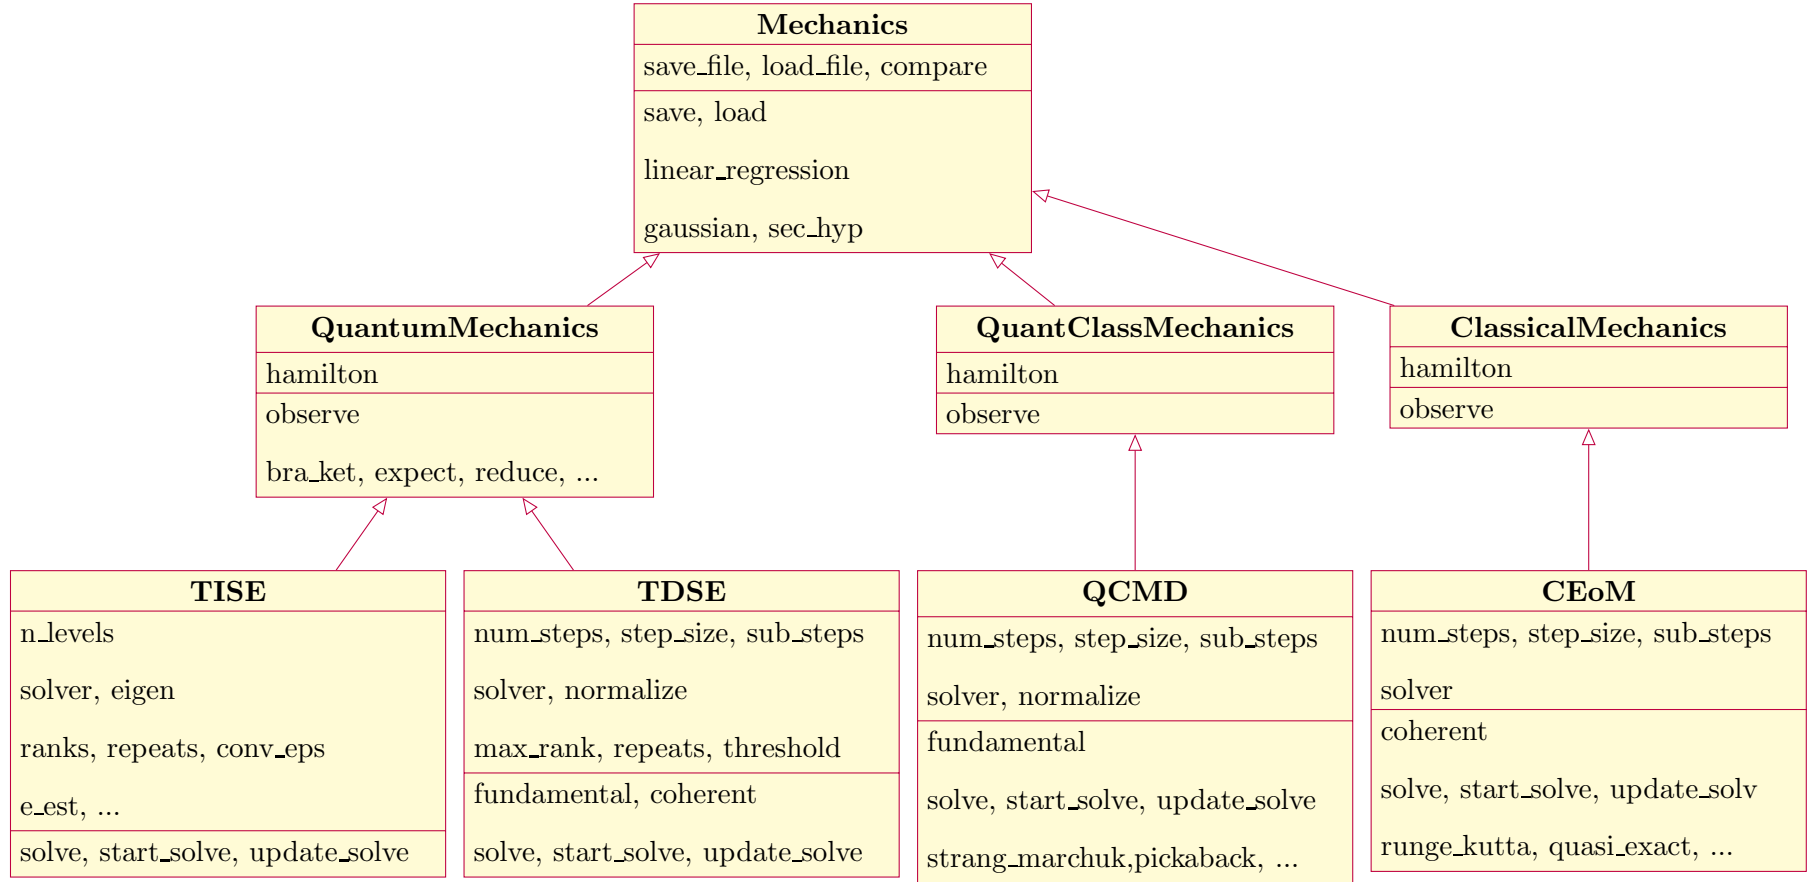 Mechanics
save_file, load_file, compare
save, load
linear_regression
gaussian, sec_hyp
QuantumMechanics
hamilton
observe
bra_ket, expect, reduce, ...
QuantClassMechanics
hamilton
observe
ClassicalMechanics
hamilton
observe
TISE
n_levels
solver, eigen
ranks, repeats, conv_eps
e_est, ...
solve, start_solve, update_solve
TDSE
num_steps, step_size, sub_steps
solver, normalize
max_rank, repeats, threshold
fundamental, coherent
solve, start_solve, update_solve
QCMD
num_steps, step_size, sub_steps
solver, normalize
fundamental
solve, start_solve, update_solve
strang_marchuk,pickaback, ...
CEoM
num_steps, step_size, sub_steps
solver
coherent
solve, start_solve, update_solv
runge_kutta, quasi_exact, ...